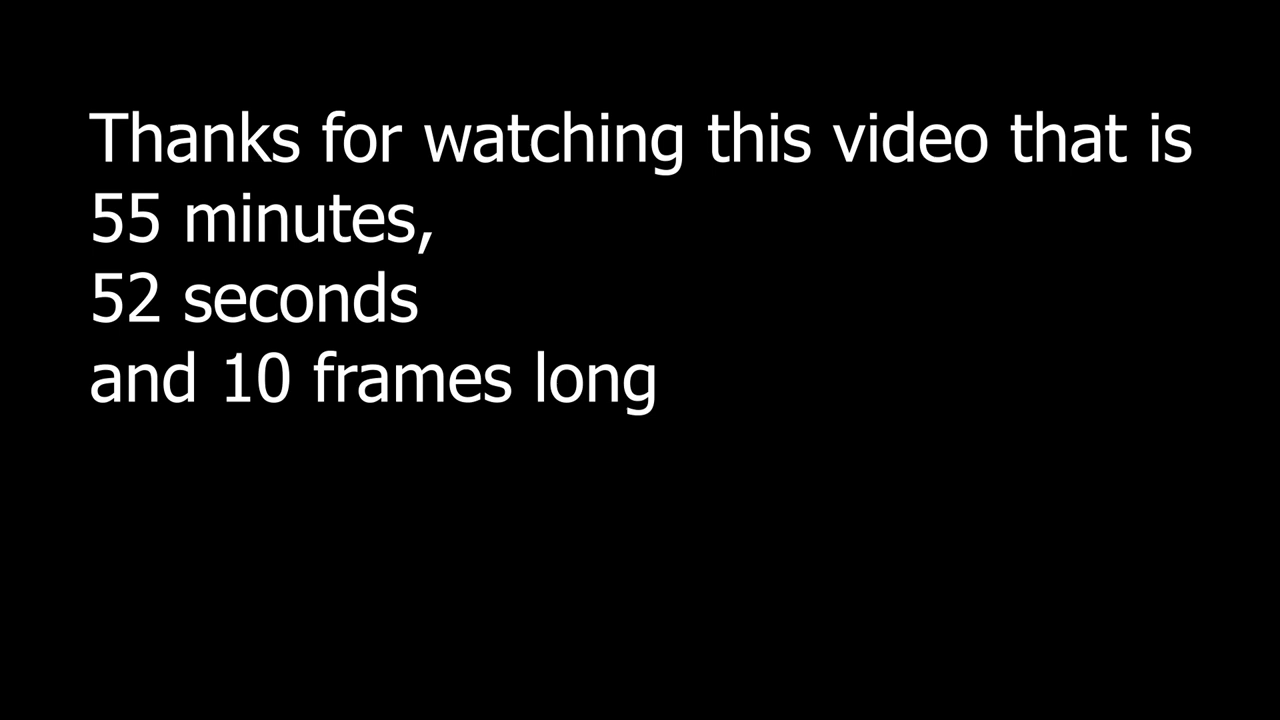 Thanks for watching this video that is
55 minutes,
52 seconds
and 10 frames long